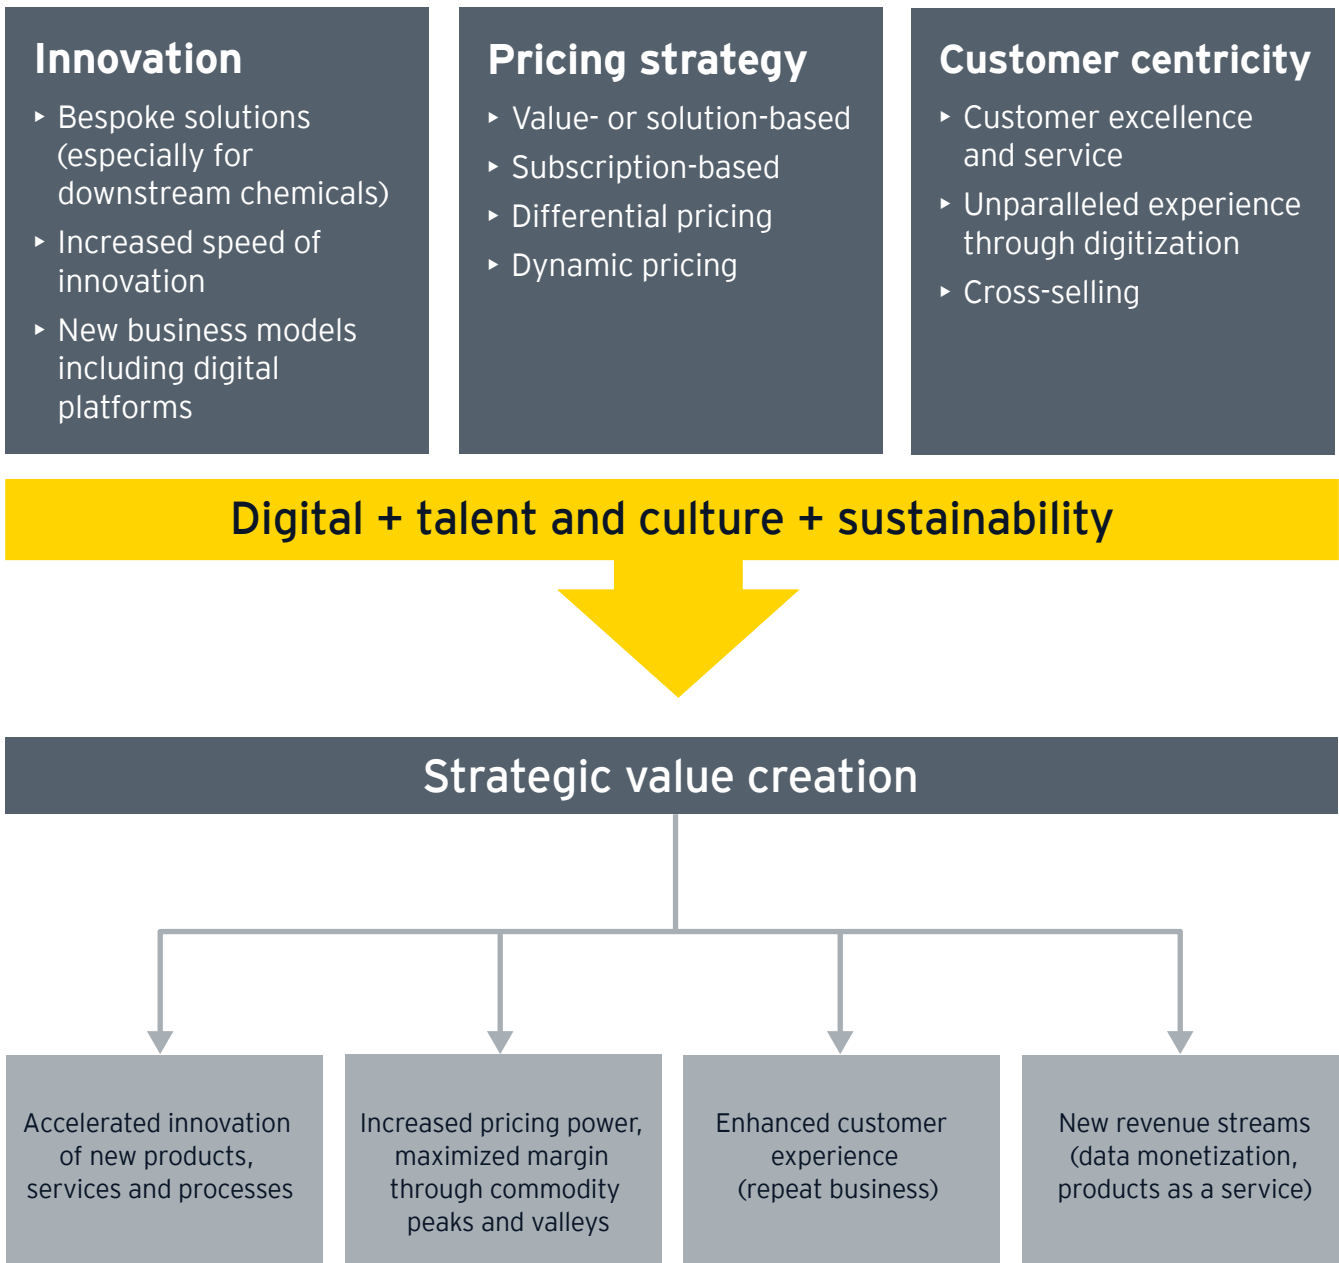 Innovation
‣ Bespoke solutions
(especially for
downstream chemicals)
‣ Increased speed of
innovation
‣ New business models
including digital
platforms
Pricing strategy
‣ Value- or solution-based
‣ Subscription-based
‣ Differential pricing
‣ Dynamic pricing
Customer centricity
‣ Customer excellence
and service
‣ Unparalleled experience
through digitization
‣ Cross-selling
Digital + talent and culture + sustainability
Strategic value creation
Accelerated innovation
of new products,
services and processes
Increased pricing power,
maximized margin
through commodity
peaks and valleys
Enhanced customer
experience
(repeat business)
New revenue streams
(data monetization,
products as a service)